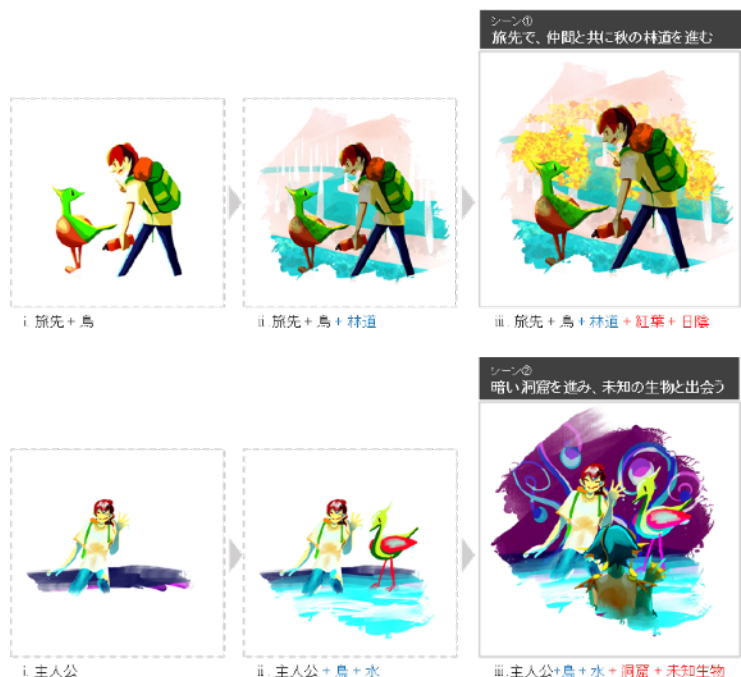 シーン①
旅先で、仲間と共に秋の林道を進む
i. 旅先 + 鳥
ii. 旅先 + 鳥 + 林道
iii. 旅先 + 鳥 + 林道 + 紅葉 + 日陰
シーン②
暗い洞窟を進み、未知の生物と出会う
i. 主人公
ii. 主人公 + 鳥 + 水
iii.主人公+鳥 + 水 + 洞窟 + 未知生物